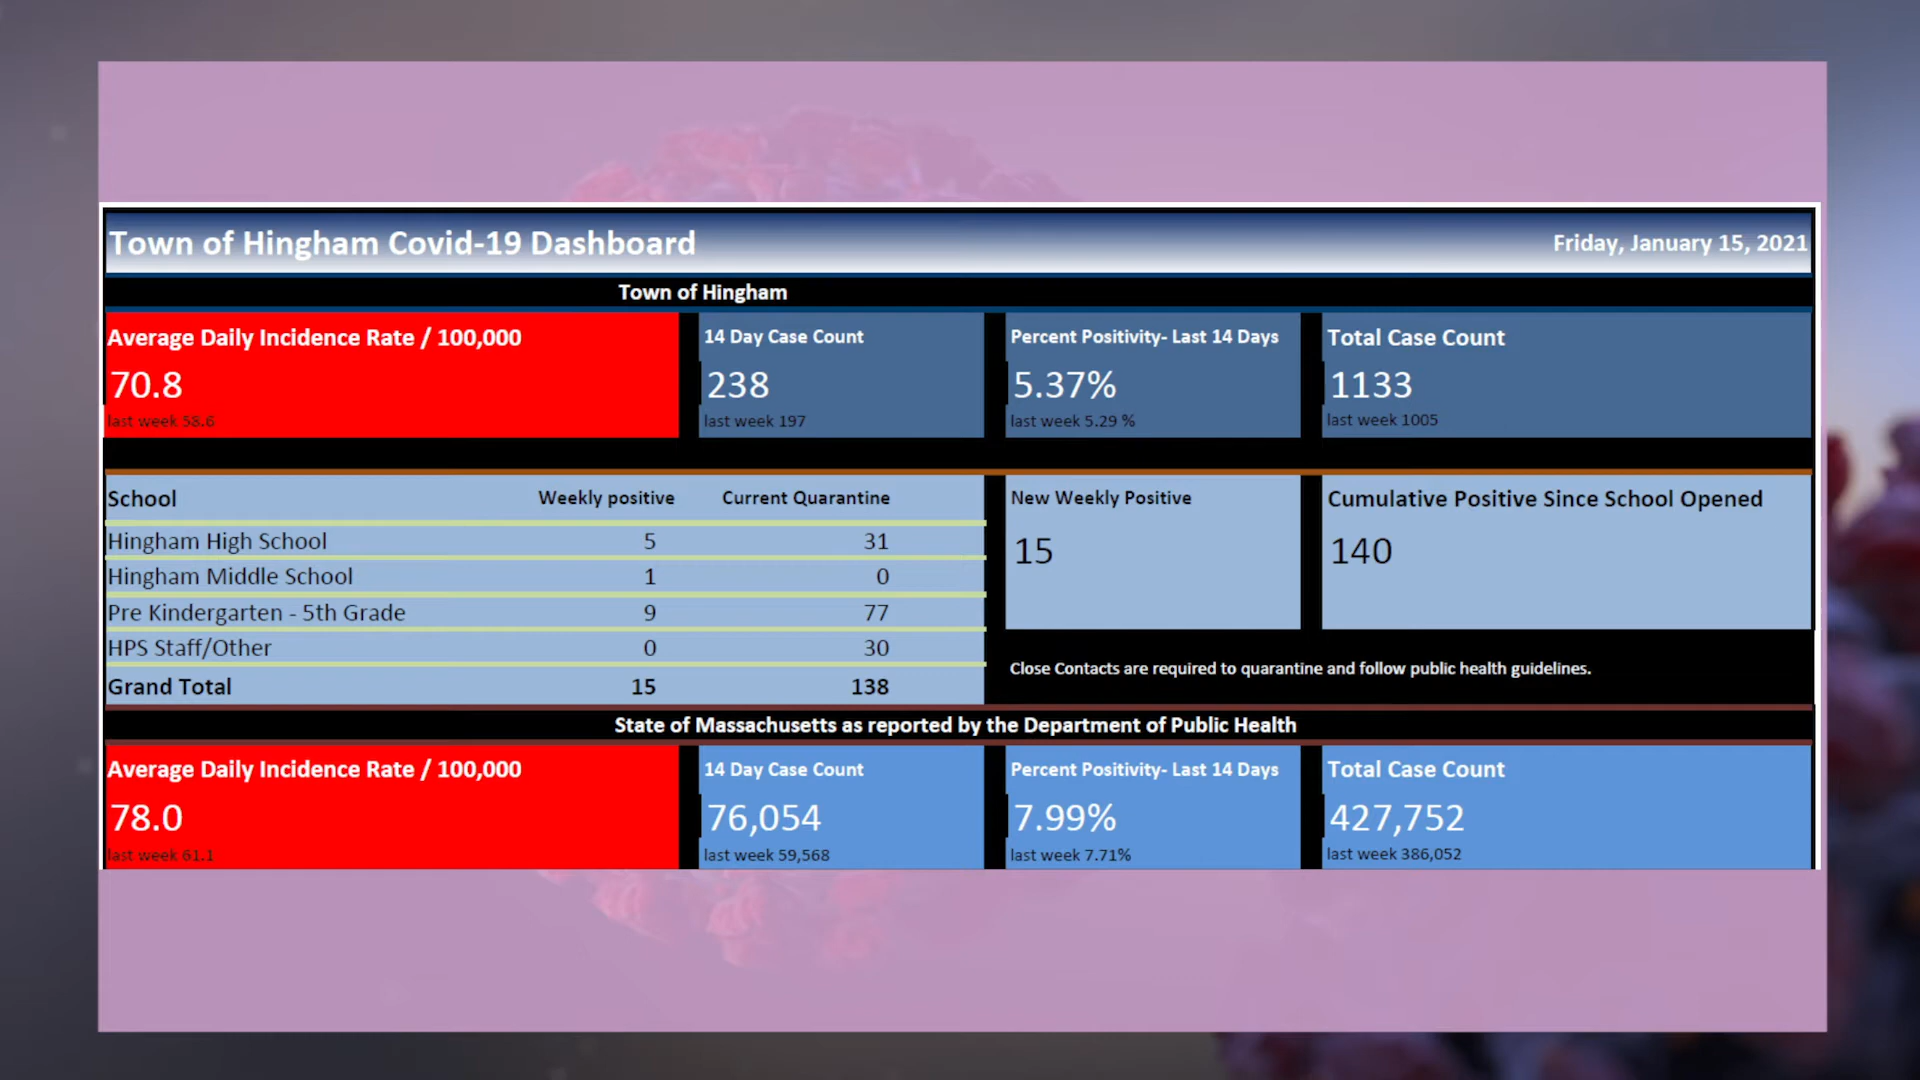 Town of Hingham Covid-19 Dashboard Friday, January 15, 2021
Town of Hingham
Average Daily Incidence Rate / 100,000 14 Day Case Count Percent Positivity- Last 14 Days Total Case Count
70.8 238 5.37% 1133
last week 58.6 last week 197 last week 5.29 % last week 1005
School Weekly positive Current Quarantine New Weekly Positive Cumulative Positive Since School Opened
Hingham High School 5 31 15 140
Hingham Middle School 1 0
Pre Kindergarten - 5th Grade 9 77
HPS Staff/Other 0 30
Close Contacts are required to quarantine and follow public health guidelines.
Grand Total 15 138
State of Massachusetts as reported by the Department of Public Health
Average Daily Incidence Rate / 100,000 14 Day Case Count Percent Positivity- Last 14 Days Total Case Count
78.0 76,054 7.99% 427,752
last week 61.1 last week 59,568 last week 7.71% last week 386,052